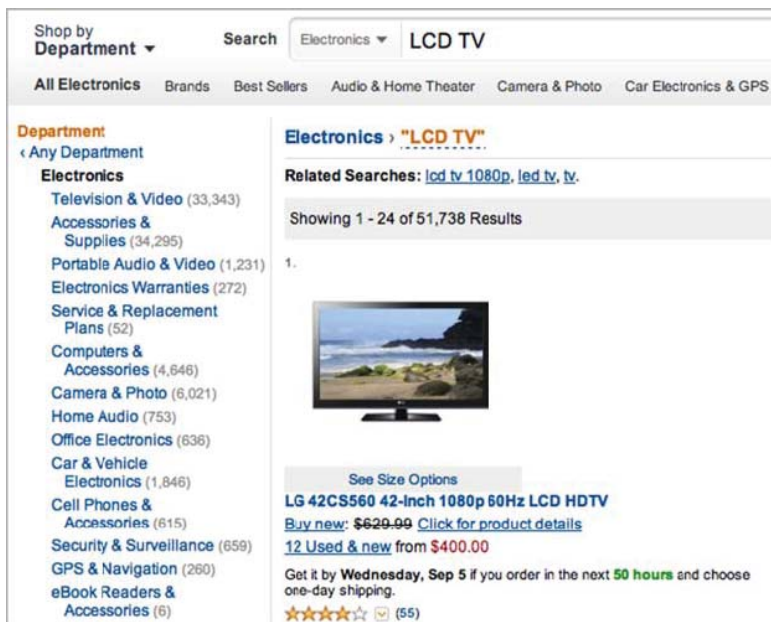 Shop by
Department
Search
Electronics
LCD TV
All Electronics
Brands
Best Sellers
Audio & Home Theater
Camera & Photo
Car Electronics & GPS
Department
‹ Any Department
Electronics
Television & Video (33,343)
Accessories &
Supplies (34,295)
Portable Audio & Video (1,231)
Electronics Warranties (272)
Service & Replacement
Plans (52)
Computers &
Accessories (4,646)
Camera & Photo (6,021)
Home Audio (753)
Office Electronics (636)
Car & Vehicle
Electronics (1,846)
Cell Phones &
Accessories (615)
Security & Surveillance (659)
GPS & Navigation (260)
eBook Readers &
Accessories (6)
Electronics › "LCD TV"
Related Searches: lcd tv 1080p, led tv, tv.
Showing 1 - 24 of 51,738 Results
1.
See Size Options
LG 42CS560 42-Inch 1080p 60Hz LCD HDTV
Buy new: $629.99 Click for product details
12 Used & new from $400.00
Get it by Wednesday, Sep 5 if you order in the next 50 hours and choose
one-day shipping.
(55)